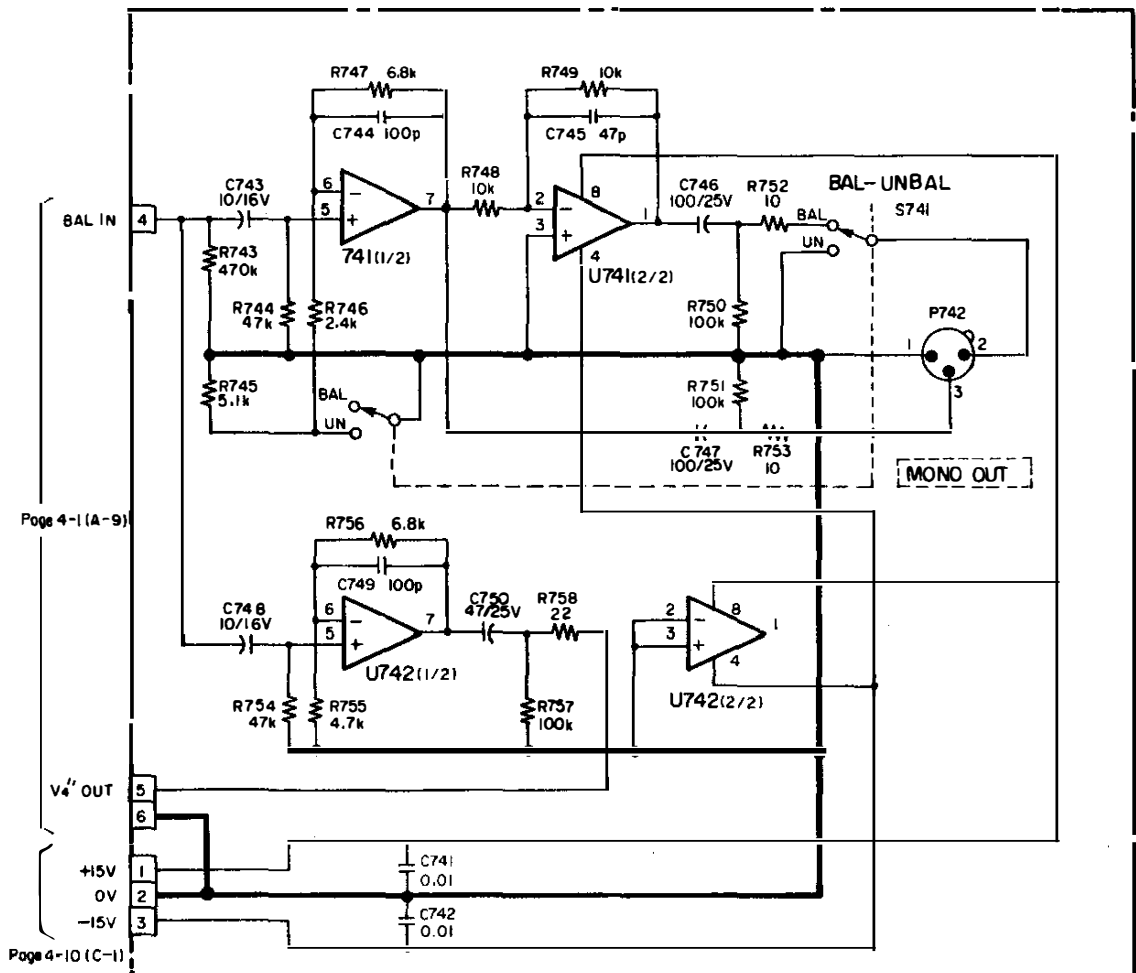 R747 6.8k
C744 100p
R749 10k
C745 47p
R748
10k
C743
10/16V
BAL IN 4
6
5
7
741(1/2)
2
3
8
1
4
U741(2/2)
C746
100/25V
R752
10
BAL-UNBAL
S741
BAL
UN
R743
470k
R744
47k
R746
2.4k
R750
100k
P742
1
2
3
R745
5.1k
BAL
UN
R751
100k
C747
100/25V
R753
10
MONO OUT
Page 4-1(A-9)
R756 6.8k
C749 100p
C748
10/16V
6
5
7
U742(1/2)
C750
47/25V
R758
22
2
3
8
1
4
U742(2/2)
R754
47k
R755
4.7k
R757
100k
V4" OUT 5
6
+15V 1
0V 2
-15V 3
C741
0.01
C742
0.01
Page 4-10(C-1)